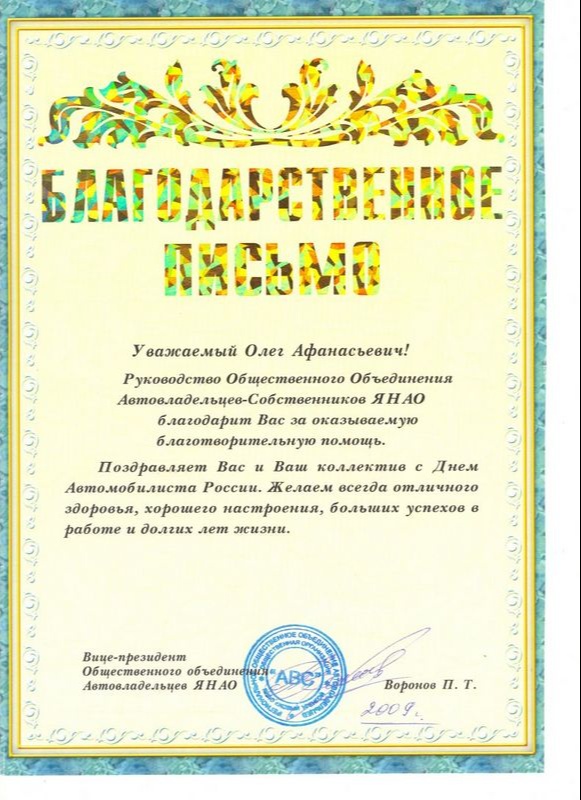 БЛАГОДАРСТВЕННОЕ
ПИСЬМО
Уважаемый Олег Афанасьевич!
Руководство Общественного Объединения
Автовладельцев-Собственников ЯНАО
благодарит Вас за оказываемую
благотворительную помощь.
Поздравляет Вас и Ваш коллектив с Днем
Автомобилиста России. Желаем всегда отличного
здоровья, хорошего настроения, больших успехов в
работе и долгих лет жизни.
Вице-президент
Общественного объединения
Автовладельцев ЯНАО
"АВС"
Воронов П. Т.
2009 г.